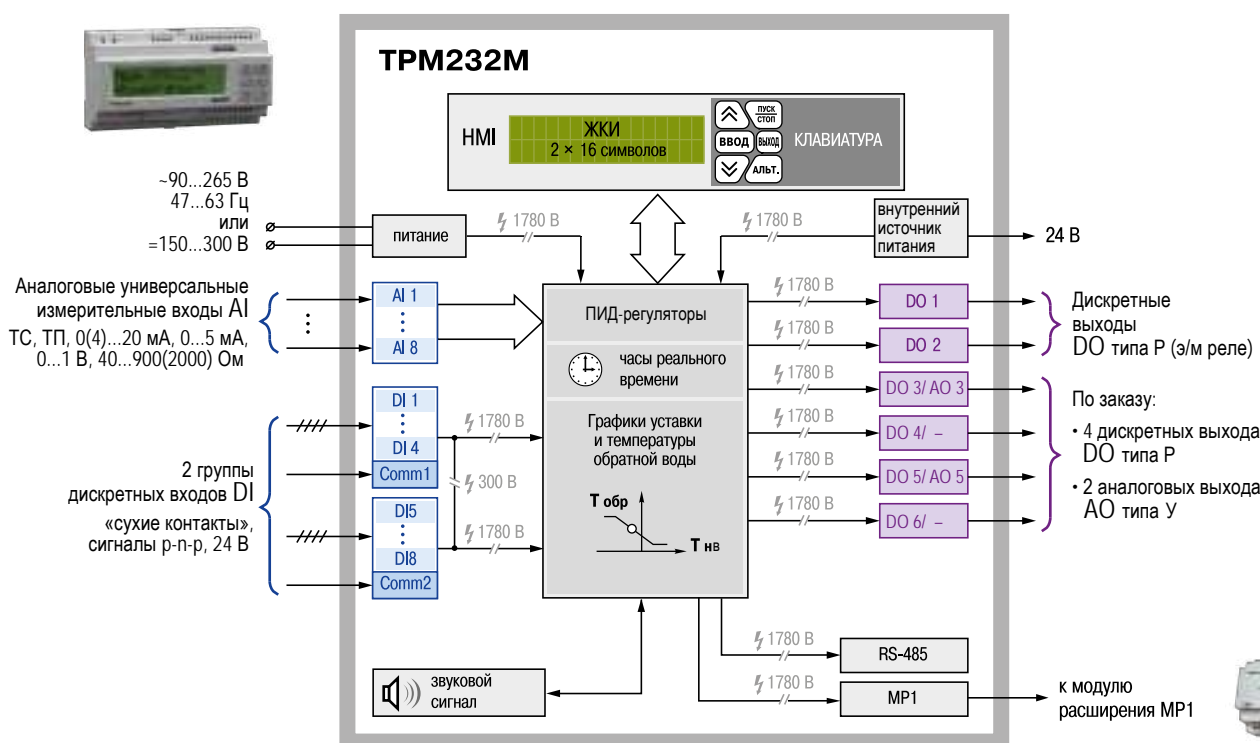 ТРМ232М
HMI
ЖКИ
2 × 16 символов
ПУСК
СТОП
ВВОД
ВЫХОД
АЛЬТ.
КЛАВИАТУРА
~90...265 В
47...63 Гц
или
=150...300 В
питание
1780 В
1780 В
внутренний
источник
питания
24 В
Аналоговые универсальные
измерительные входы AI
ТС, ТП, 0(4)...20 мА, 0...5 мА,
0...1 В, 40...900(2000) Ом
AI 1
AI 8
ПИД-регуляторы
часы реального
времени
Графики уставки
и температуры
обратной воды
Т обр
Т нв
1780 В
DO 1
1780 В
DO 2
1780 В
DO 3/ AO 3
1780 В
DO 4/ –
1780 В
DO 5/ AO 5
1780 В
DO 6/ –
Дискретные
выходы
DO типа Р (э/м реле)
По заказу:
• 4 дискретных выхода
DO типа Р
• 2 аналоговых выхода
АО типа У
2 группы
дискретных входов DI
«сухие контакты»,
сигналы p-n-p, 24 В
DI 1
DI 4
Comm1
DI5
DI8
Comm2
1780 В
300 В
1780 В
звуковой
сигнал
1780 В
RS-485
1780 В
МР1
к модулю
расширения МР1